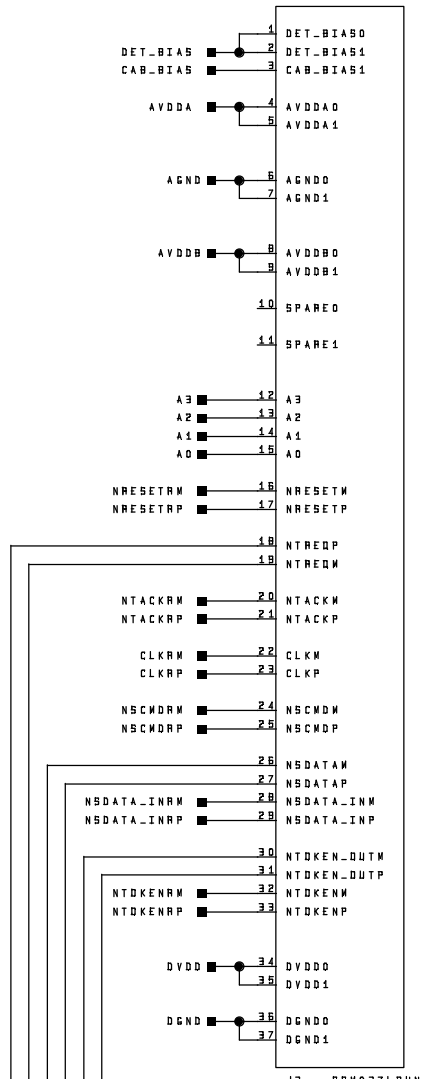 1 DET_BIAS0
DET_BIAS 2 DET_BIAS1
CAB_BIAS 3 CAB_BIAS1
AVDDA 4 AVDDA0
5 AVDDA1
AGND 6 AGND0
7 AGND1
AVDDB 8 AVDDB0
9 AVDDB1
10 SPARE0
11 SPARE1
A3 12 A3
A2 13 A2
A1 14 A1
A0 15 A0
NRESETRM 16 NRESETM
NRESETRP 17 NRESETP
18 NTREQP
19 NTREQM
NTACKRM 20 NTACKM
NTACKRP 21 NTACKP
CLKRM 22 CLKM
CLKRP 23 CLKP
NSCMDRM 24 NSCMDM
NSCMDRP 25 NSCMDP
26 NSDATAM
27 NSDATAP
NSDATA_INRM 28 NSDATA_INM
NSDATA_INRP 29 NSDATA_INP
30 NTOKEN_OUTM
31 NTOKEN_OUTP
NTOKENRM 32 NTOKENM
NTOKENRP 33 NTOKENP
DVDD 34 DVDD0
35 DVDD1
DGND 36 DGND0
37 DGND1